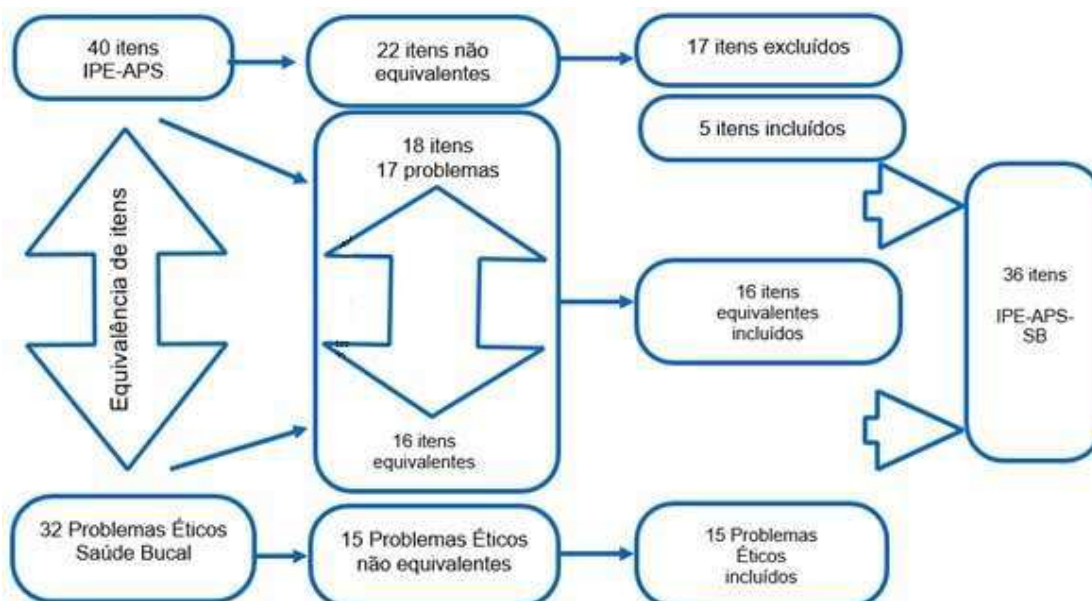 40 itens
IPE-APS
22 itens não
equivalentes
17 itens excluídos
5 itens incluídos
Equivalência de itens
18 itens
17 problemas
16 itens
equivalentes
16 itens
equivalentes
incluídos
36 itens
IPE-APS-
SB
32 Problemas Éticos
Saúde Bucal
15 Problemas Éticos
não equivalentes
15 Problemas
Éticos
incluídos